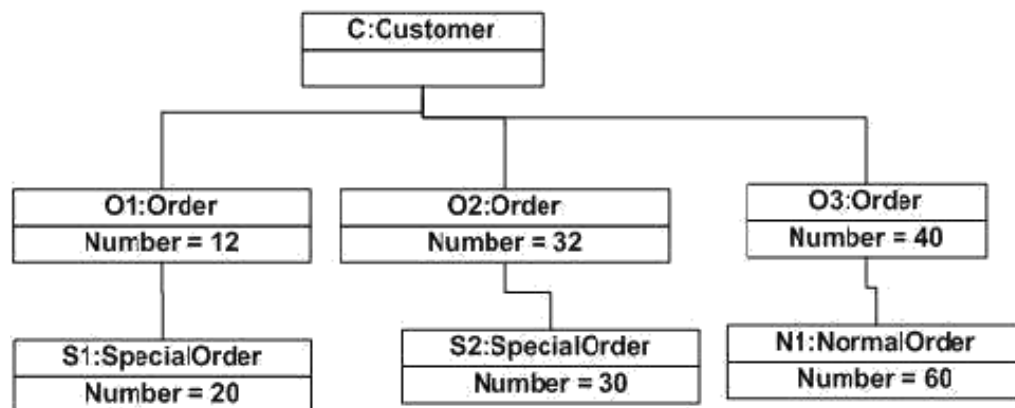 C:Customer
O1:Order
Number = 12
O2:Order
Number = 32
O3:Order
Number = 40
S1:SpecialOrder
Number = 20
S2:SpecialOrder
Number = 30
N1:NormalOrder
Number = 60